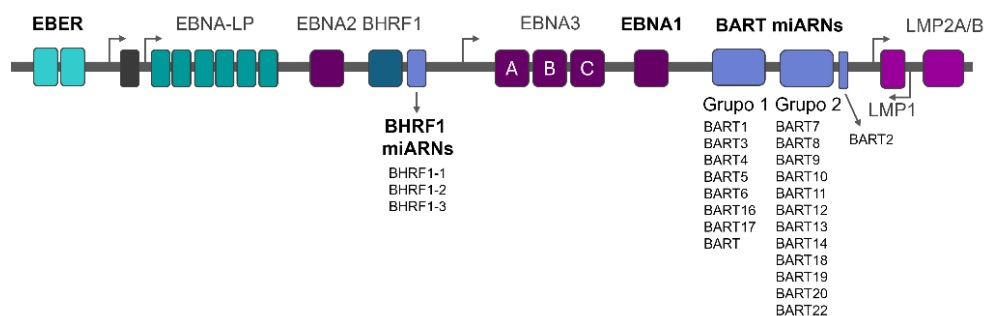 EBER EBNA-LP EBNA2 BHRF1 EBNA3 EBNA1 BART miARNs LMP2A/B
A B C
Grupo 1 Grupo 2 LMP1
BHRF1
miARNs
BHRF1-1
BHRF1-2
BHRF1-3
BART1
BART3
BART4
BART5
BART6
BART16
BART17
BART
BART7
BART8
BART9
BART10
BART11
BART12
BART13
BART14
BART18
BART19
BART20
BART22
BART2